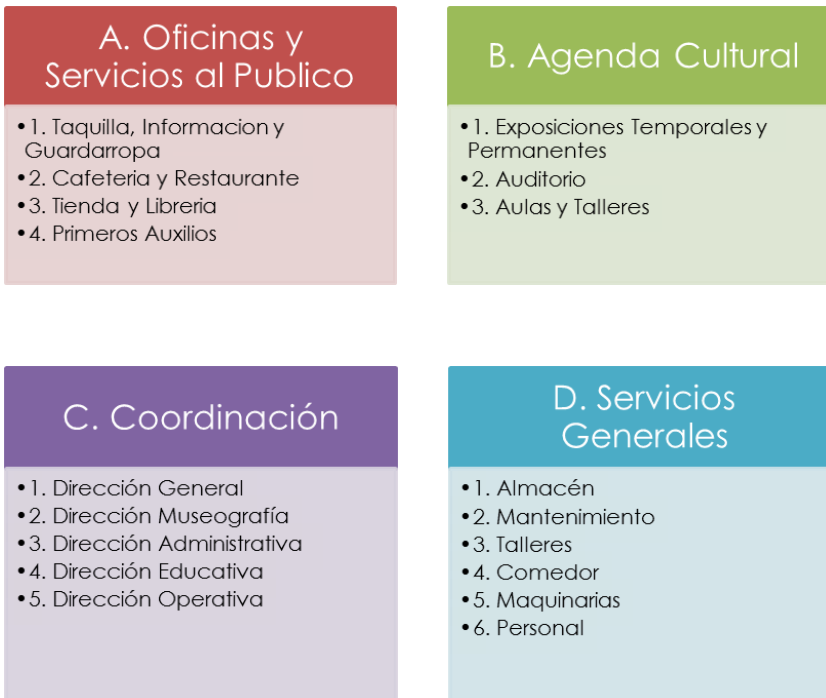 A. Oficinas y
Servicios al Publico
• 1. Taquilla, Informacion y
Guardarropa
• 2. Cafeteria y Restaurante
• 3. Tienda y Libreria
• 4. Primeros Auxilios
B. Agenda Cultural
• 1. Exposiciones Temporales y
Permanentes
• 2. Auditorio
• 3. Aulas y Talleres
C. Coordinación
• 1. Dirección General
• 2. Dirección Museografía
• 3. Dirección Administrativa
• 4. Dirección Educativa
• 5. Dirección Operativa
D. Servicios
Generales
• 1. Almacén
• 2. Mantenimiento
• 3. Talleres
• 4. Comedor
• 5. Maquinarias
• 6. Personal